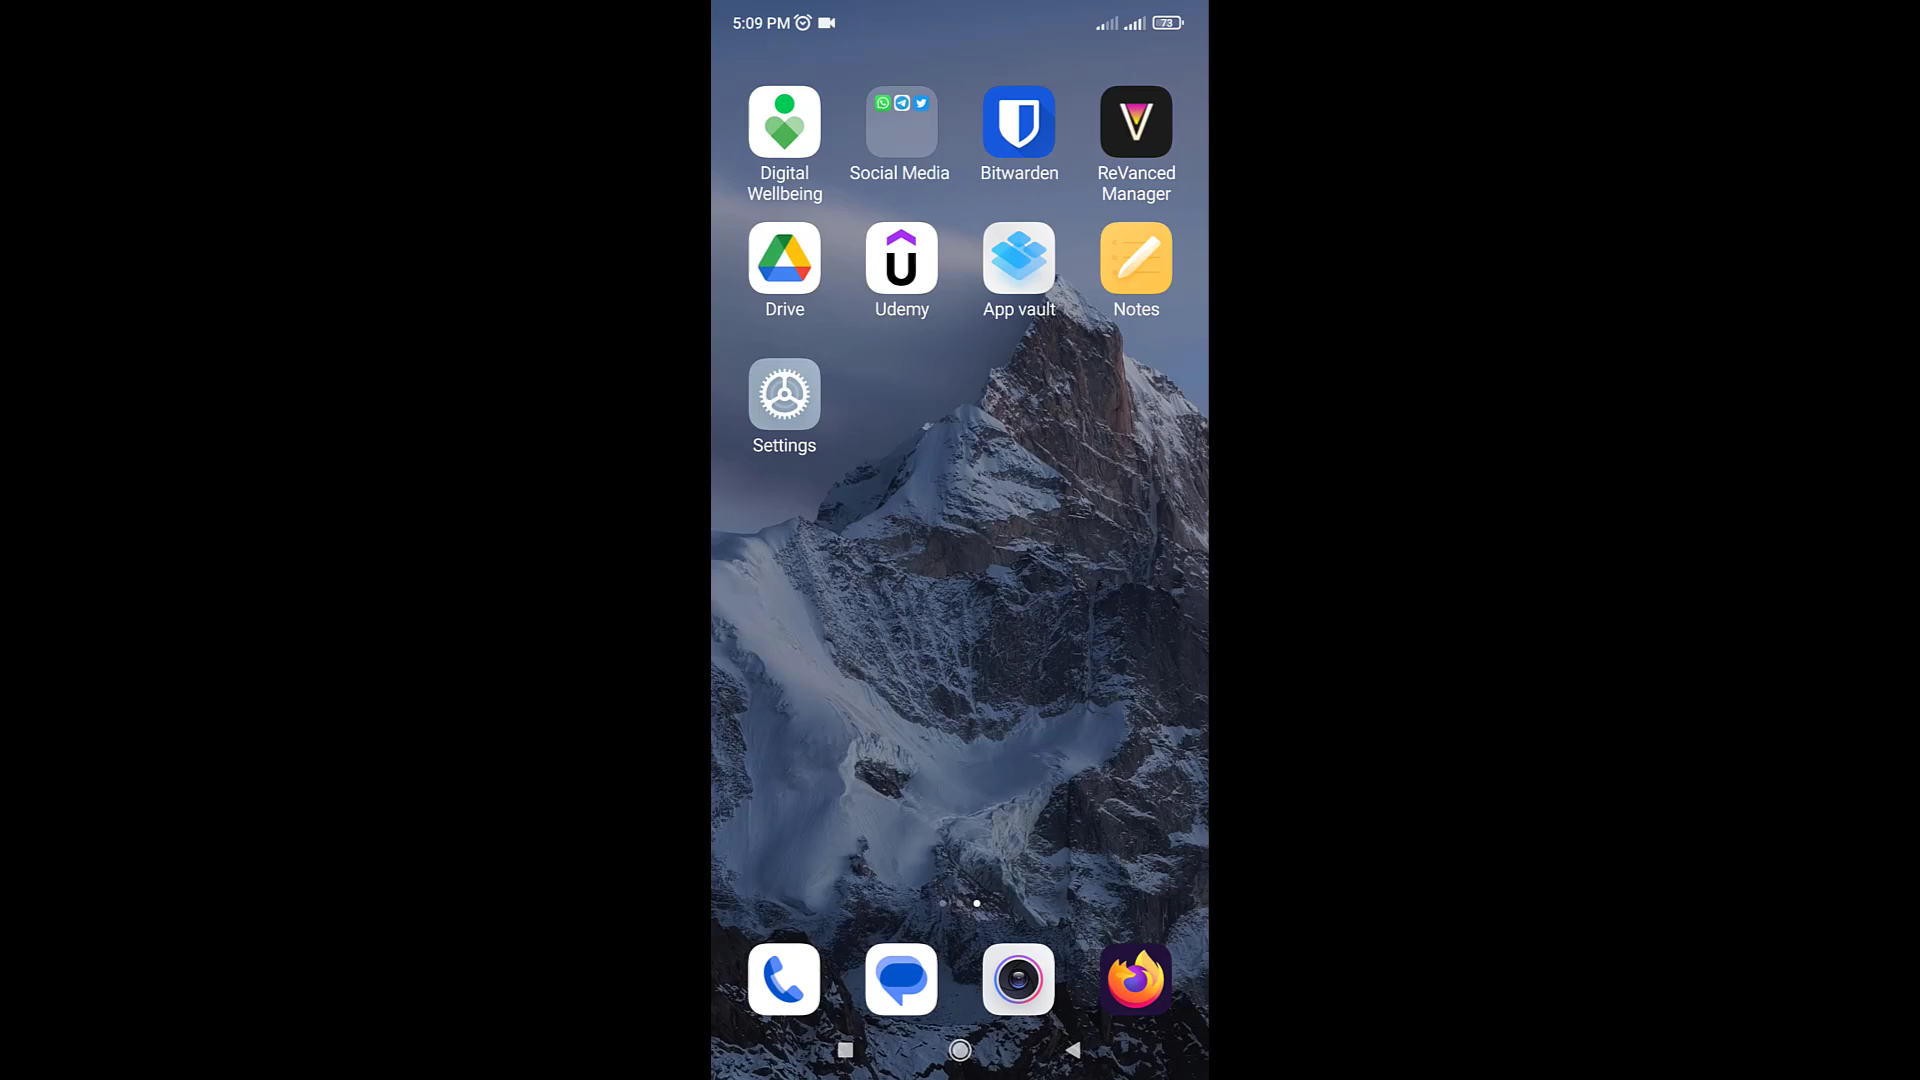 5:09 PM
73
Digital
Wellbeing
Social Media
Bitwarden
ReVanced
Manager
Drive
Udemy
App vault
Notes
Settings